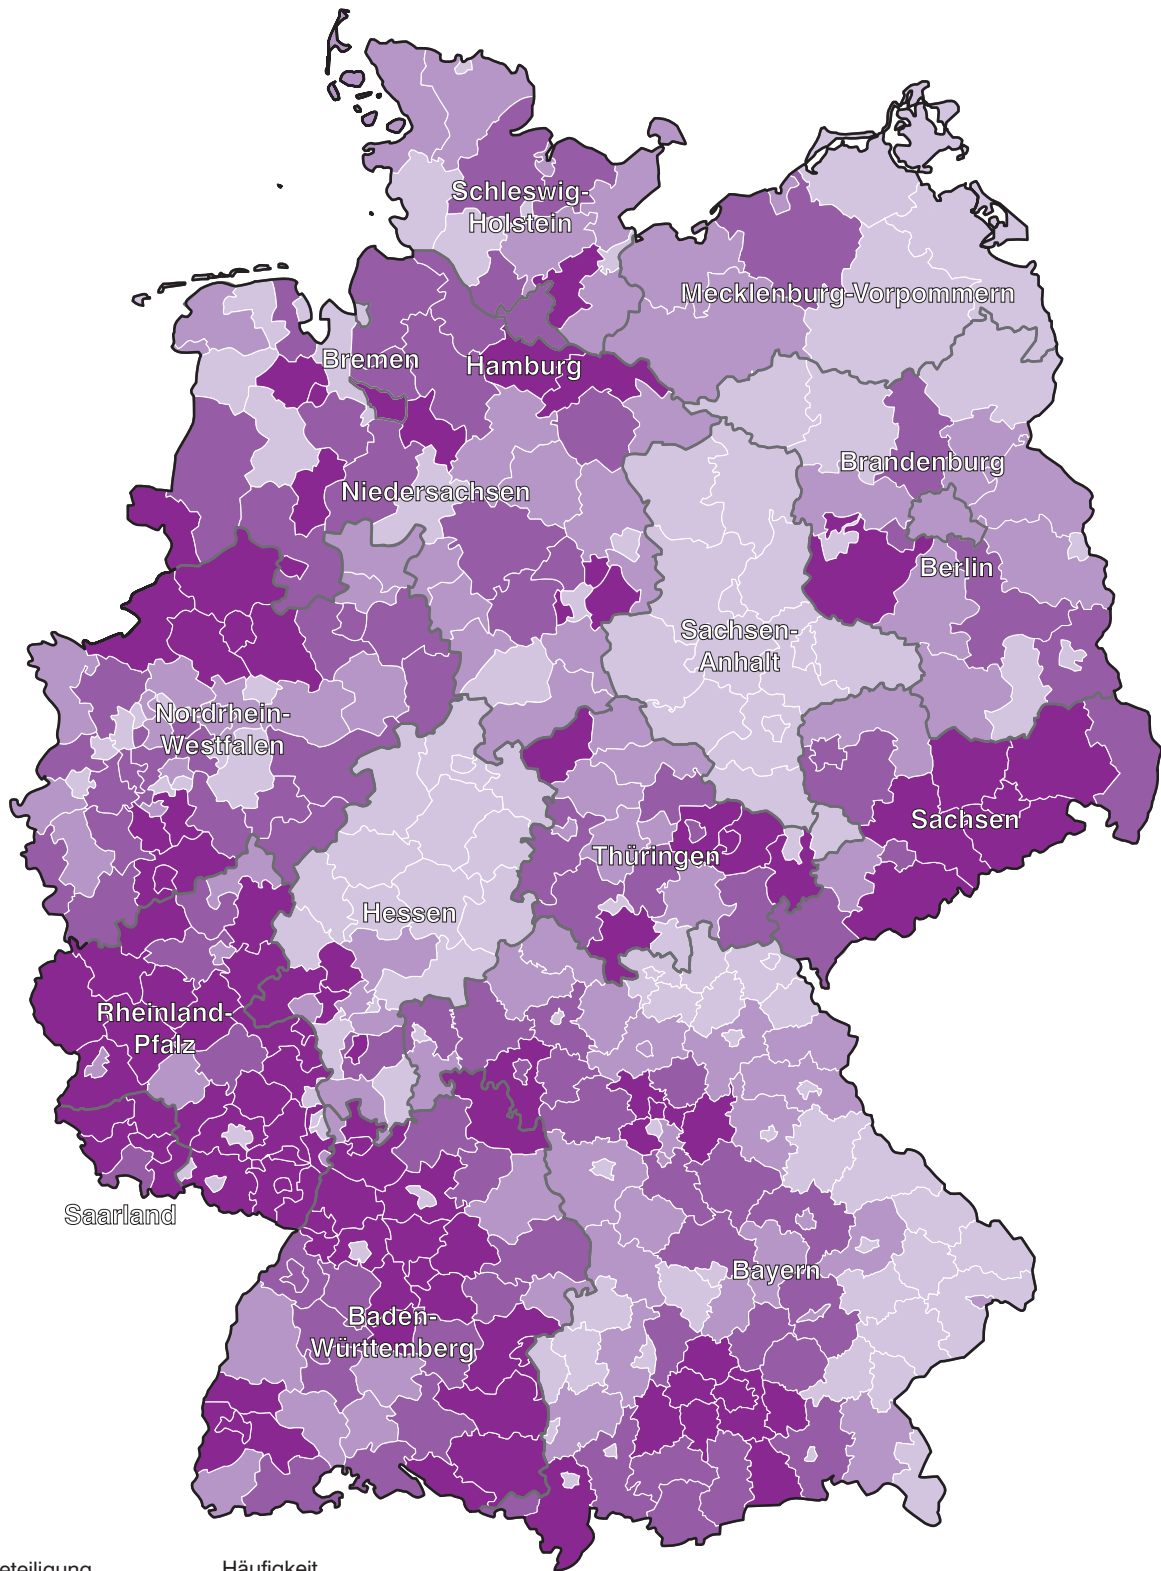 Schleswig-
Holstein
Mecklenburg-Vorpommern
Bremen
Hamburg
Brandenburg
Niedersachsen
Berlin
Sachsen-
Anhalt
Nordrhein-
Westfalen
Sachsen
Thüringen
Hessen
Rheinland-
Pfalz
Saarland
Bayern
Baden-
Württemberg
eteiligung
Häufigkeit